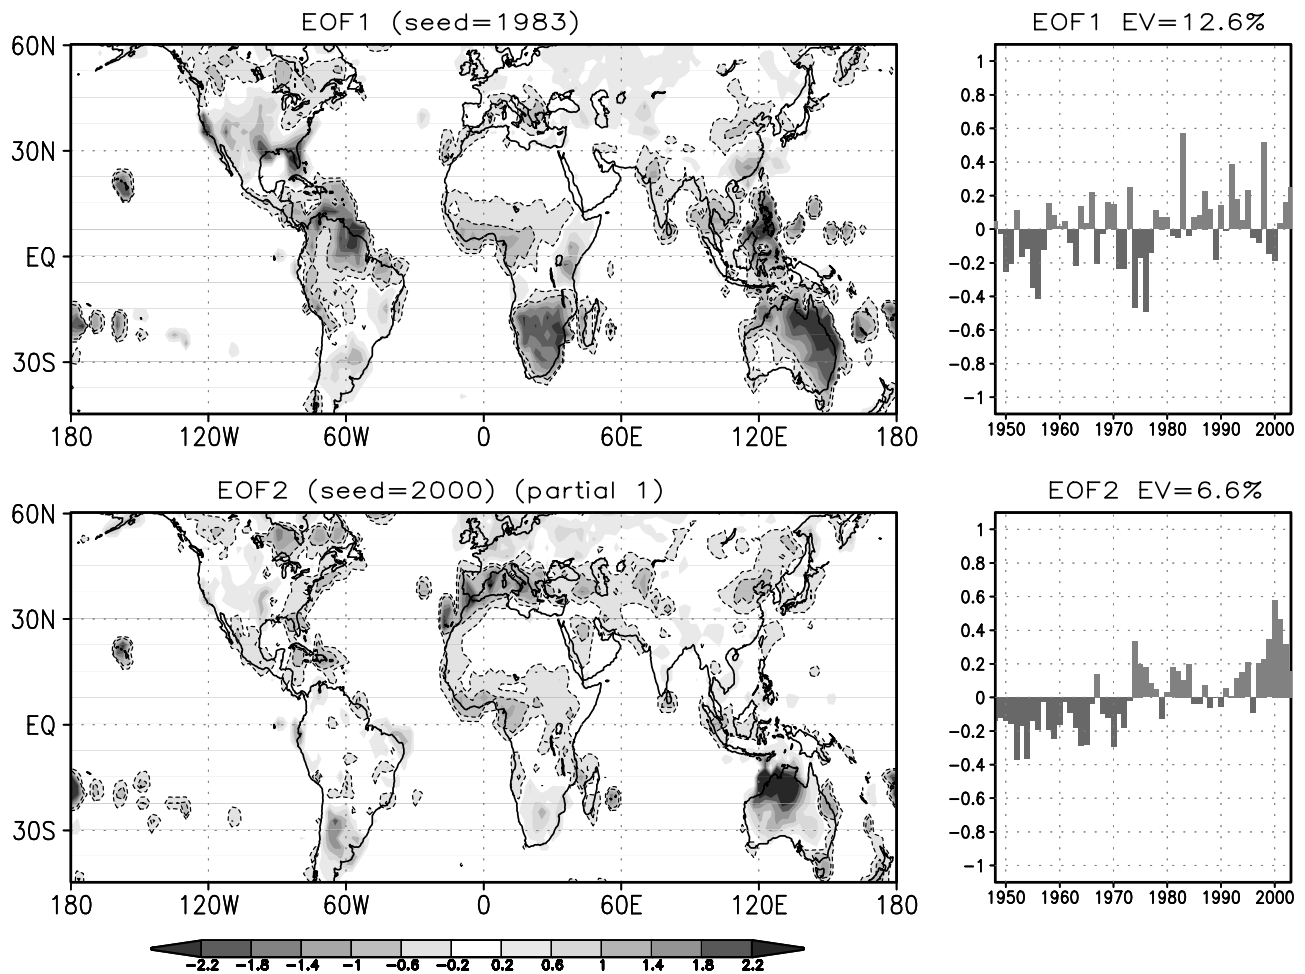 EOF1 (seed=1983)
EOF1 EV=12.6%
60N
30N
EQ
30S
180 120W 60W 0 60E 120E 180
1
0.8
0.6
0.4
0.2
0
-0.2
-0.4
-0.6
-0.8
-1
1950 1960 1970 1980 1990 2000
EOF2 (seed=2000) (partial 1)
EOF2 EV=6.6%
60N
30N
EQ
30S
180 120W 60W 0 60E 120E 180
1
0.8
0.6
0.4
0.2
0
-0.2
-0.4
-0.6
-0.8
-1
1950 1960 1970 1980 1990 2000
-2.2 -1.8 -1.4 -1 -0.6 -0.2 0.2 0.6 1 1.4 1.8 2.2